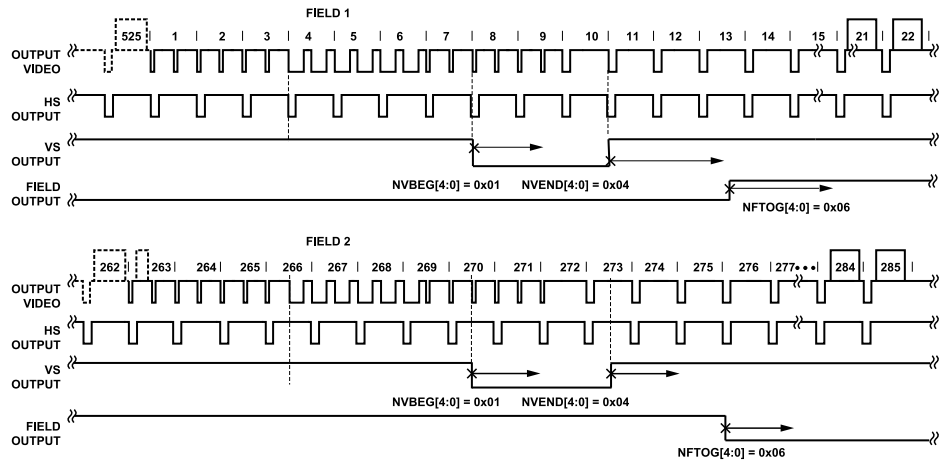 FIELD 1
525 1 2 3 4 5 6 7 8 9 10 11 12 13 14 15 21 22
OUTPUT
VIDEO
HS
OUTPUT
VS
OUTPUT
NVBEG[4:0] = 0x01 NVEND[4:0] = 0x04
FIELD
OUTPUT
NFTOG[4:0] = 0x06
FIELD 2
262 263 264 265 266 267 268 269 270 271 272 273 274 275 276 277 ••• 284 285
OUTPUT
VIDEO
HS
OUTPUT
VS
OUTPUT
NVBEG[4:0] = 0x01 NVEND[4:0] = 0x04
FIELD
OUTPUT
NFTOG[4:0] = 0x06